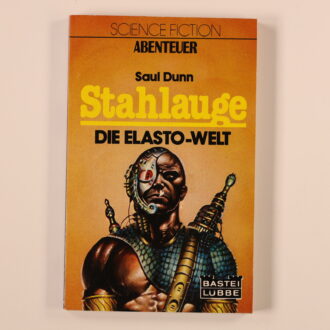 SCIENCE FICTION
ABENTEUER
Saul Dunn
Stahlauge
DIE ELASTO-WELT
BASTEI
LÜBBE